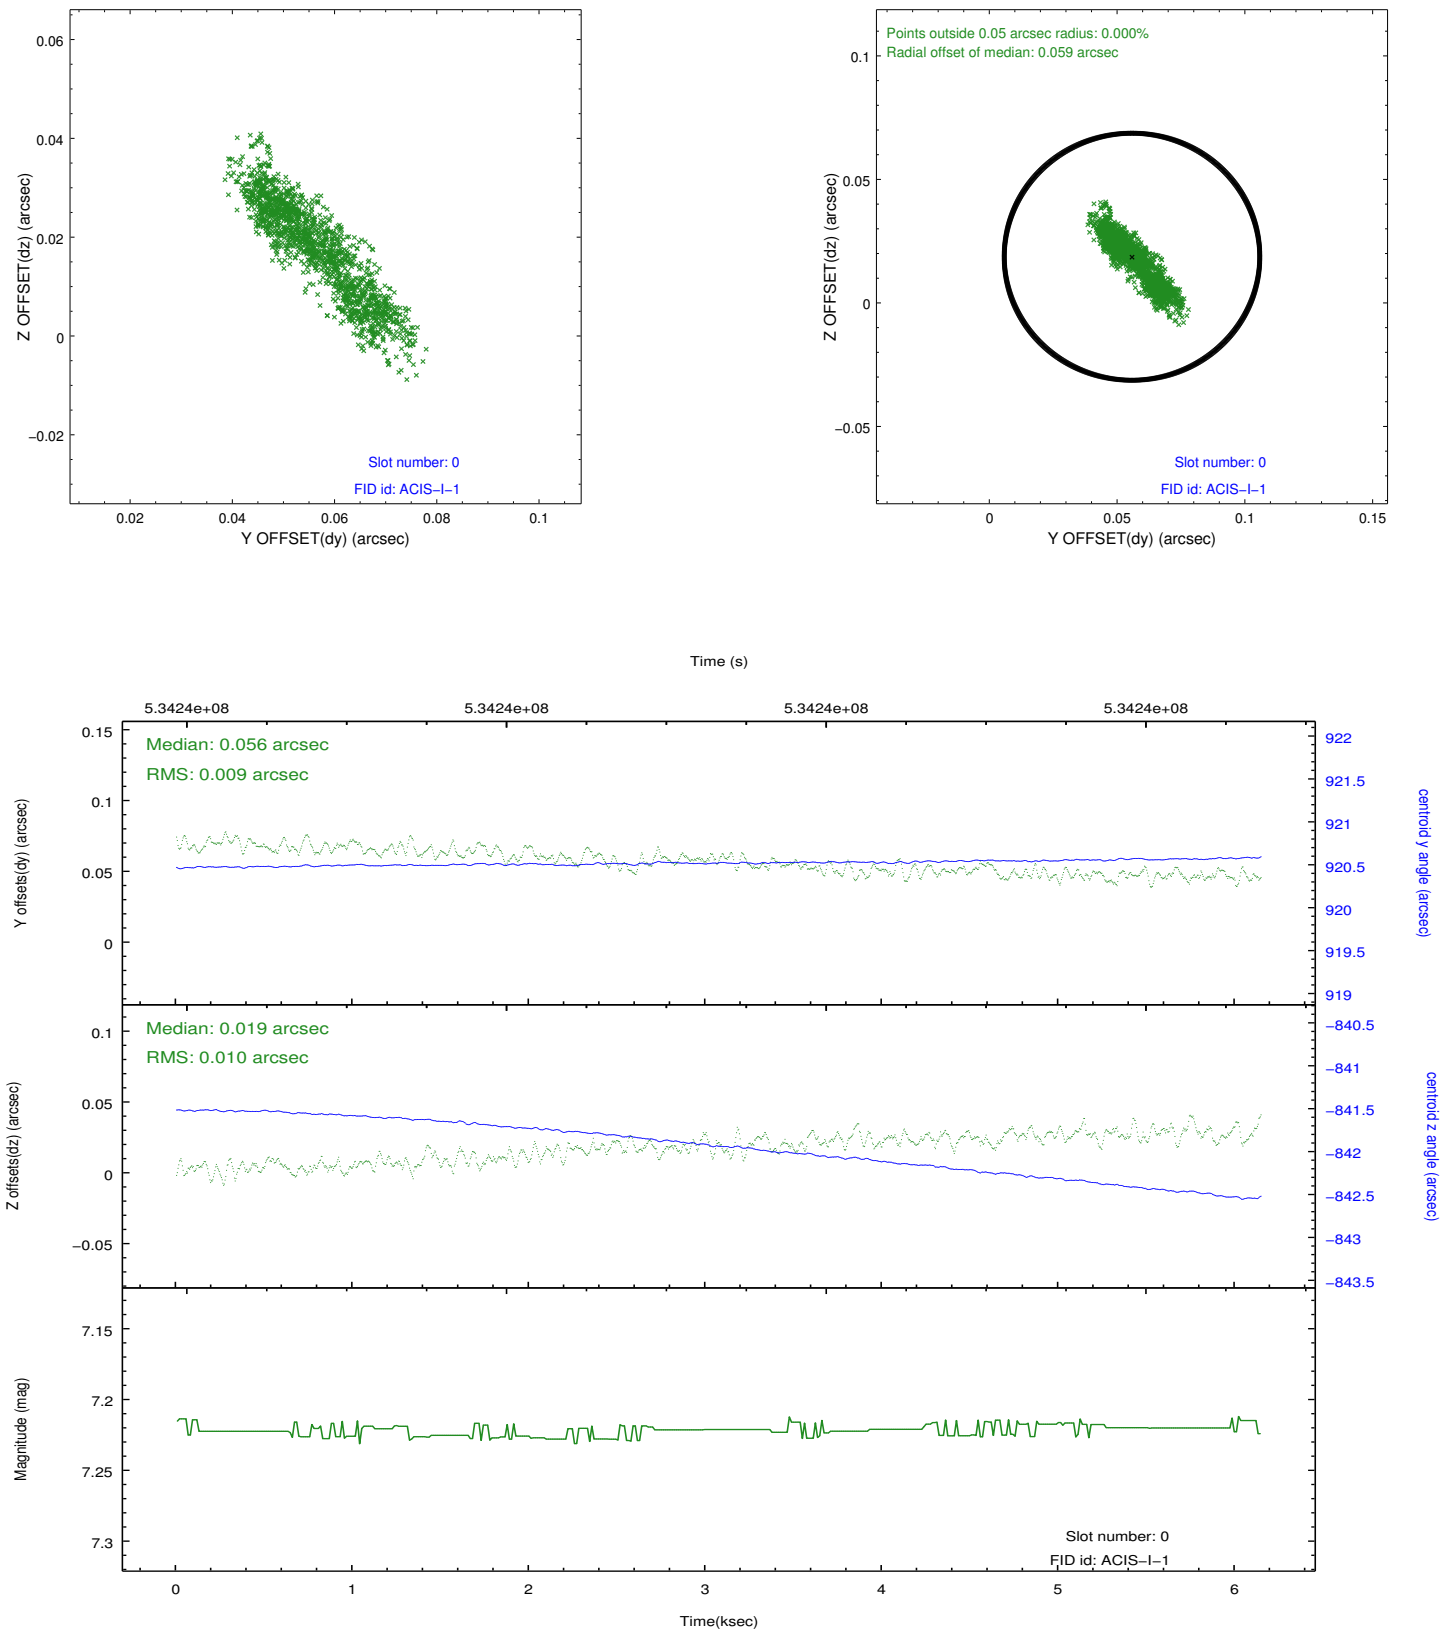 0.06
0.04
0.02
0
−0.02
Z OFFSET(dz) (arcsec)
Slot number: 0
FID id: ACIS−I−1
0.02
0.04
0.06
0.08
0.1
Y OFFSET(dy) (arcsec)
Points outside 0.05 arcsec radius: 0.000%
Radial offset of median: 0.059 arcsec
0.1
0.05
0
−0.05
Z OFFSET(dz) (arcsec)
Slot number: 0
FID id: ACIS−I−1
0
0.05
0.1
0.15
Y OFFSET(dy) (arcsec)
Time (s)
5.3424e+08
5.3424e+08
5.3424e+08
5.3424e+08
Median: 0.056 arcsec
RMS: 0.009 arcsec
0.15
0.1
0.05
0
Y offsets(dy) (arcsec)
922
921.5
921
920.5
920
919.5
919
centroid y angle (arcsec)
Median: 0.019 arcsec
RMS: 0.010 arcsec
0.1
0.05
0
−0.05
Z offsets(dz) (arcsec)
−840.5
−841
−841.5
−842
−842.5
−843
−843.5
centroid z angle (arcsec)
7.15
7.2
7.25
7.3
Magnitude (mag)
Slot number: 0
FID id: ACIS−I−1
0
1
2
3
4
5
6
Time(ksec)